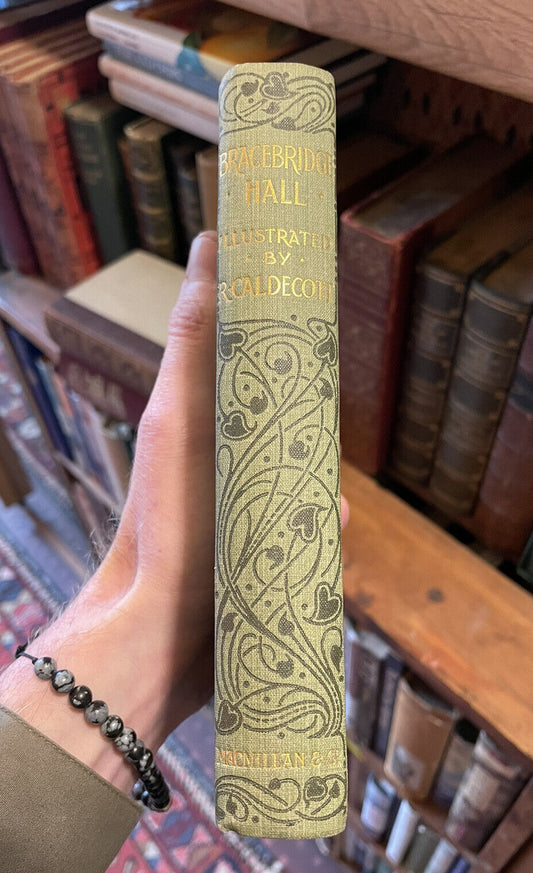 BRACEBRIDGE
HALL
ILLUSTRATED
· BY ·
R. CALDECOTT
MACMILLAN & Co